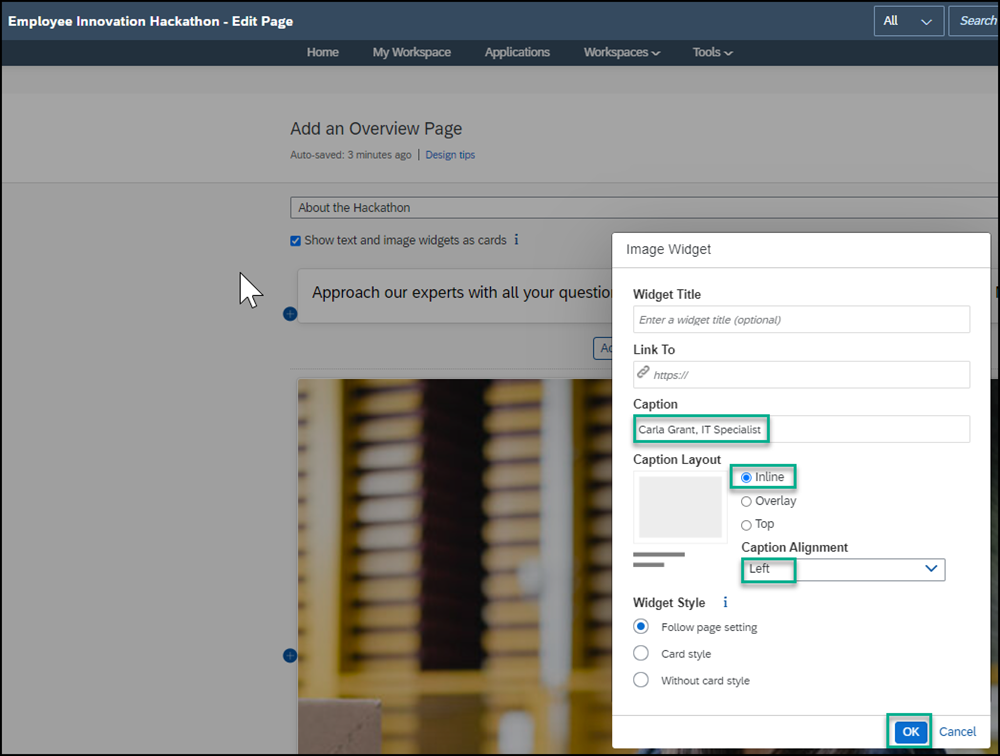 Employee Innovation Hackathon - Edit Page
All
Search
Home My Workspace Applications Workspaces Tools
Add an Overview Page
Auto-saved: 3 minutes ago | Design tips
About the Hackathon
Show text and image widgets as cards i
Approach our experts with all your
Image Widget
Widget Title
Enter a widget title (optional)
Link To
https://
Caption
Carla Grant, IT Specialist
Caption Layout
Inline
Overlay
Top
Caption Alignment
Left
Widget Style i
Follow page setting
Card style
Without card style
OK Cancel